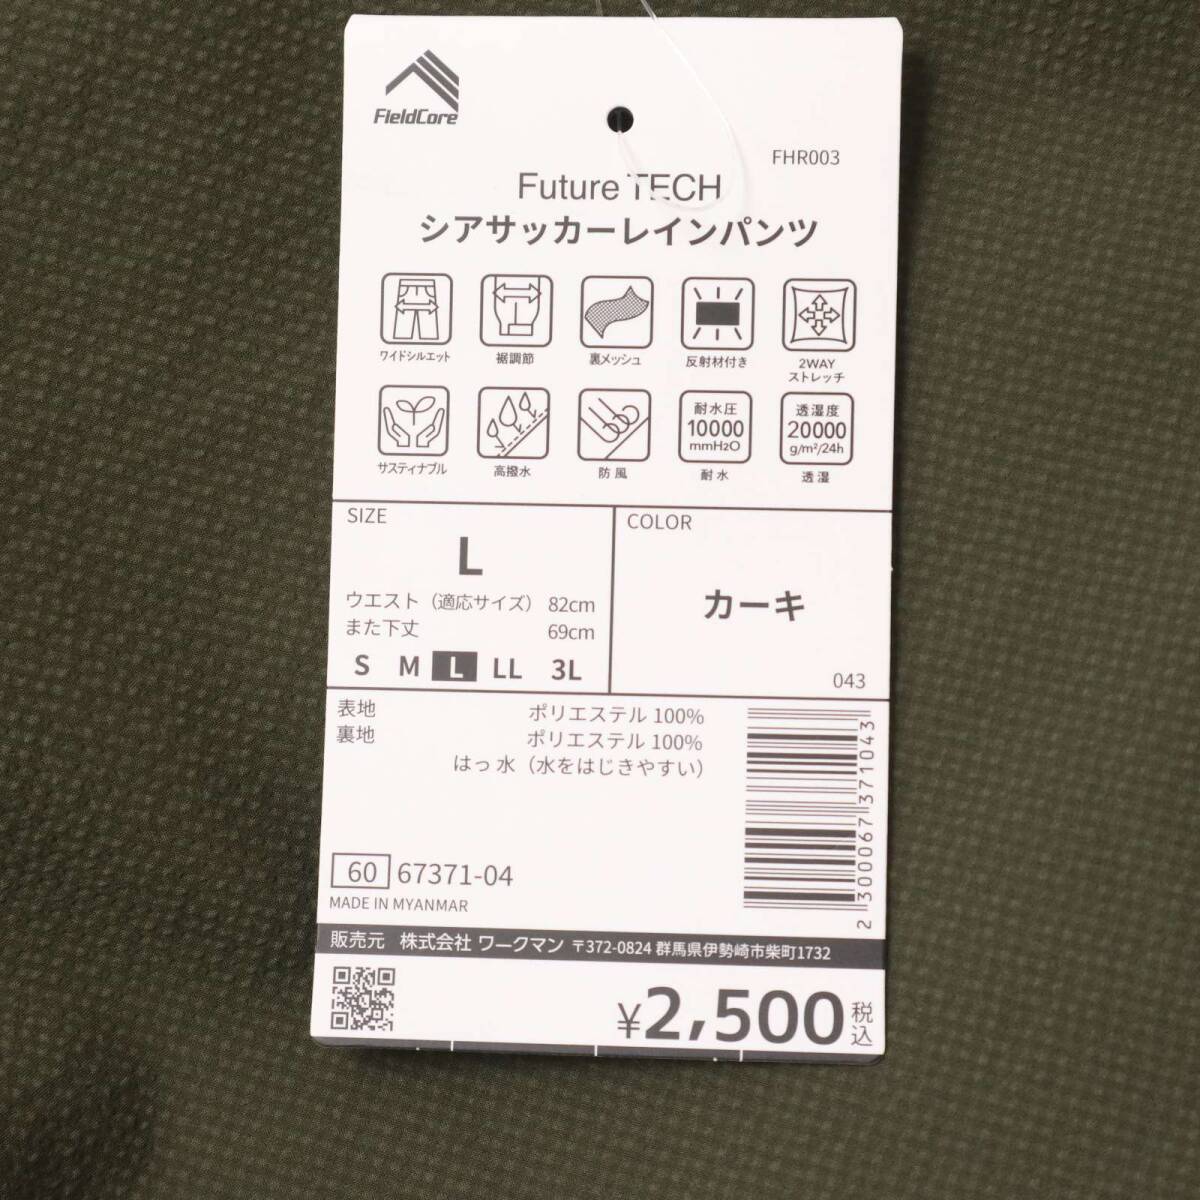 FieldCore
FHR003
Future TECH
シアサッカーレインパンツ
ワイドシルエット
裾調節
裏メッシュ
反射材付き
2WAY
ストレッチ
サスティナブル
高撥水
防風
耐水圧
10000
mmH2O
耐水
透湿度
20000
g/m²/24h
透湿
SIZE
L
ウエスト（適応サイズ） 82cm
また下丈 69cm
S M L LL 3L
COLOR
カーキ
043
表地 ポリエステル 100%
裏地 ポリエステル 100%
はっ水（水をはじきやすい）
2300067371043
60 67371-04
MADE IN MYANMAR
販売元 株式会社 ワークマン 〒372-0824 群馬県伊勢崎市柴町1732
¥2,500 税込